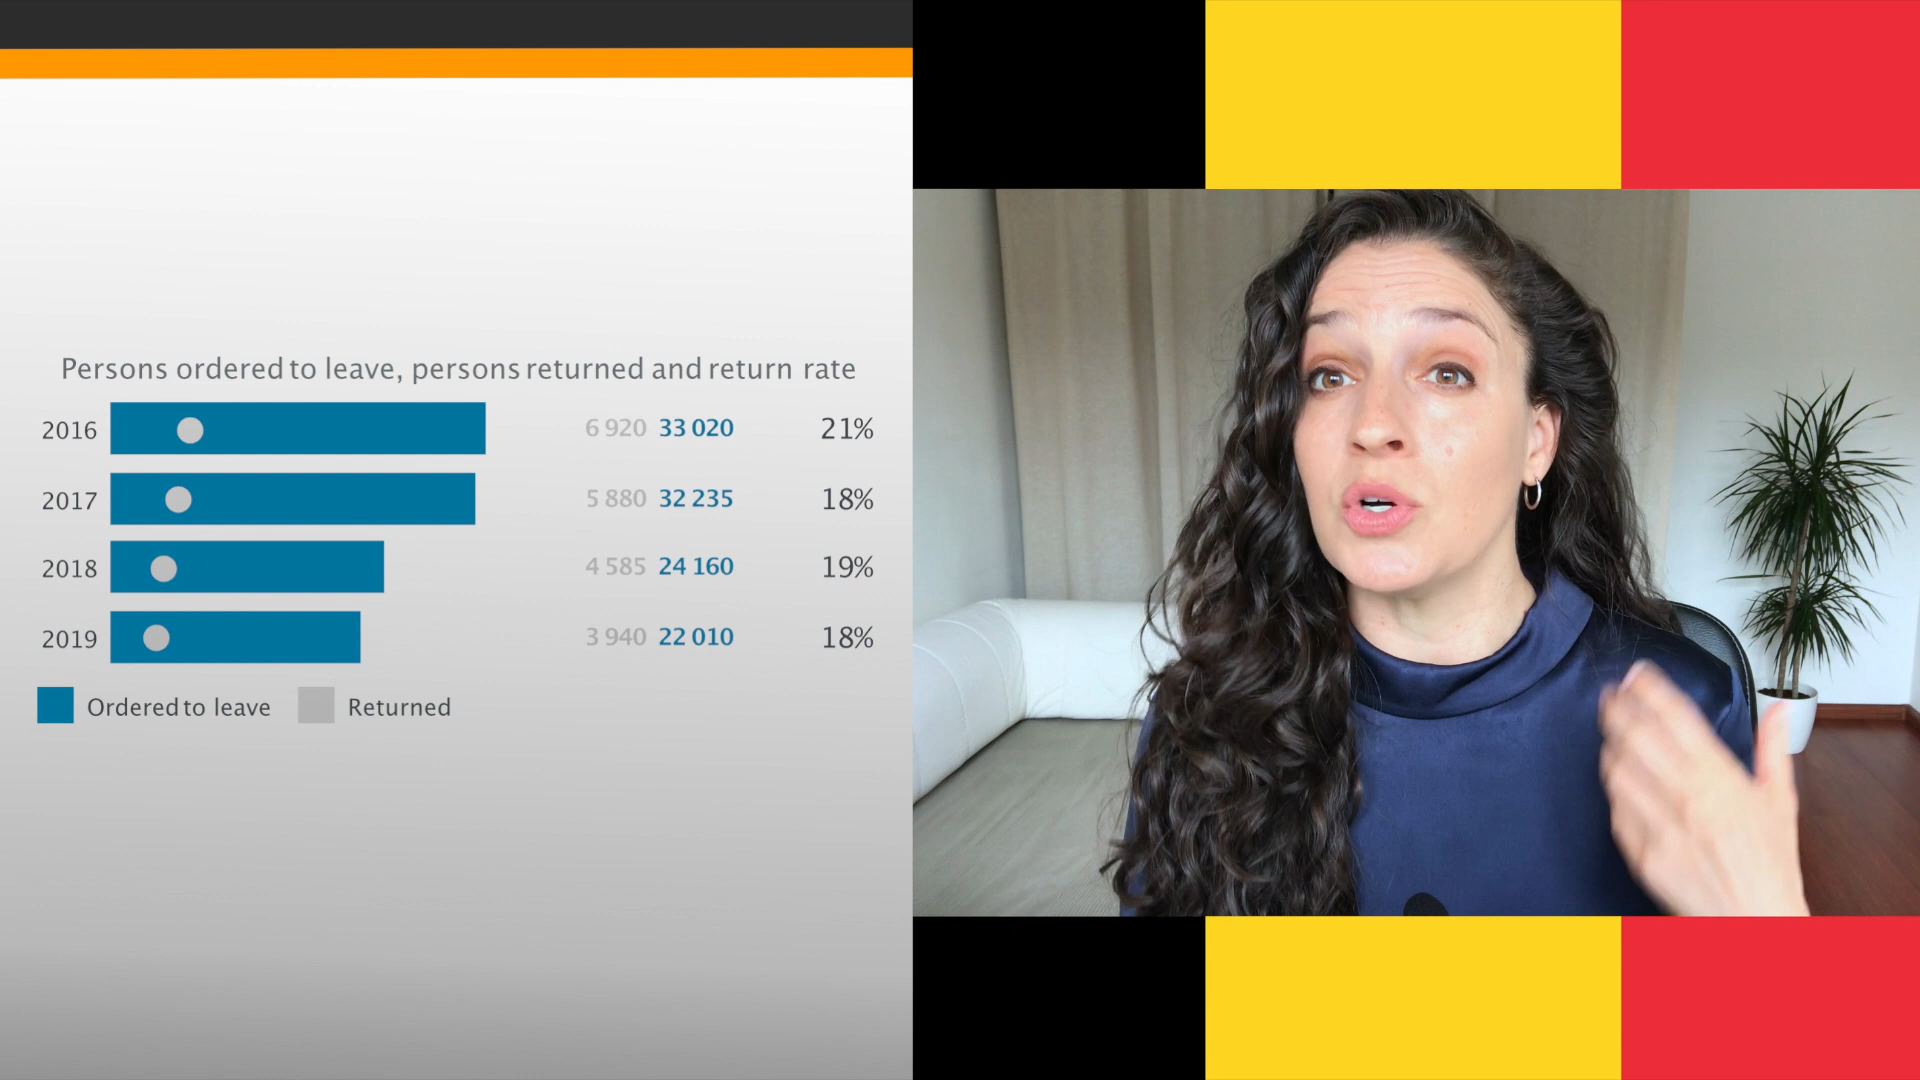 Persons ordered to leave, persons returned and return rate
2016 6 920 33 020 21%
2017 5 880 32 235 18%
2018 4 585 24 160 19%
2019 3 940 22 010 18%
Ordered to leave Returned